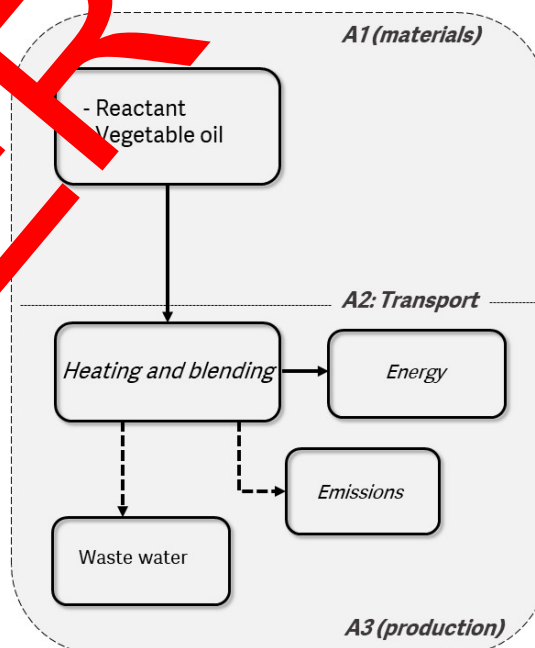 A1 (materials)
- Reactant
Vegetable oil
A2: Transport
Heating and blending
Energy
Emissions
Waste water
A3 (production)